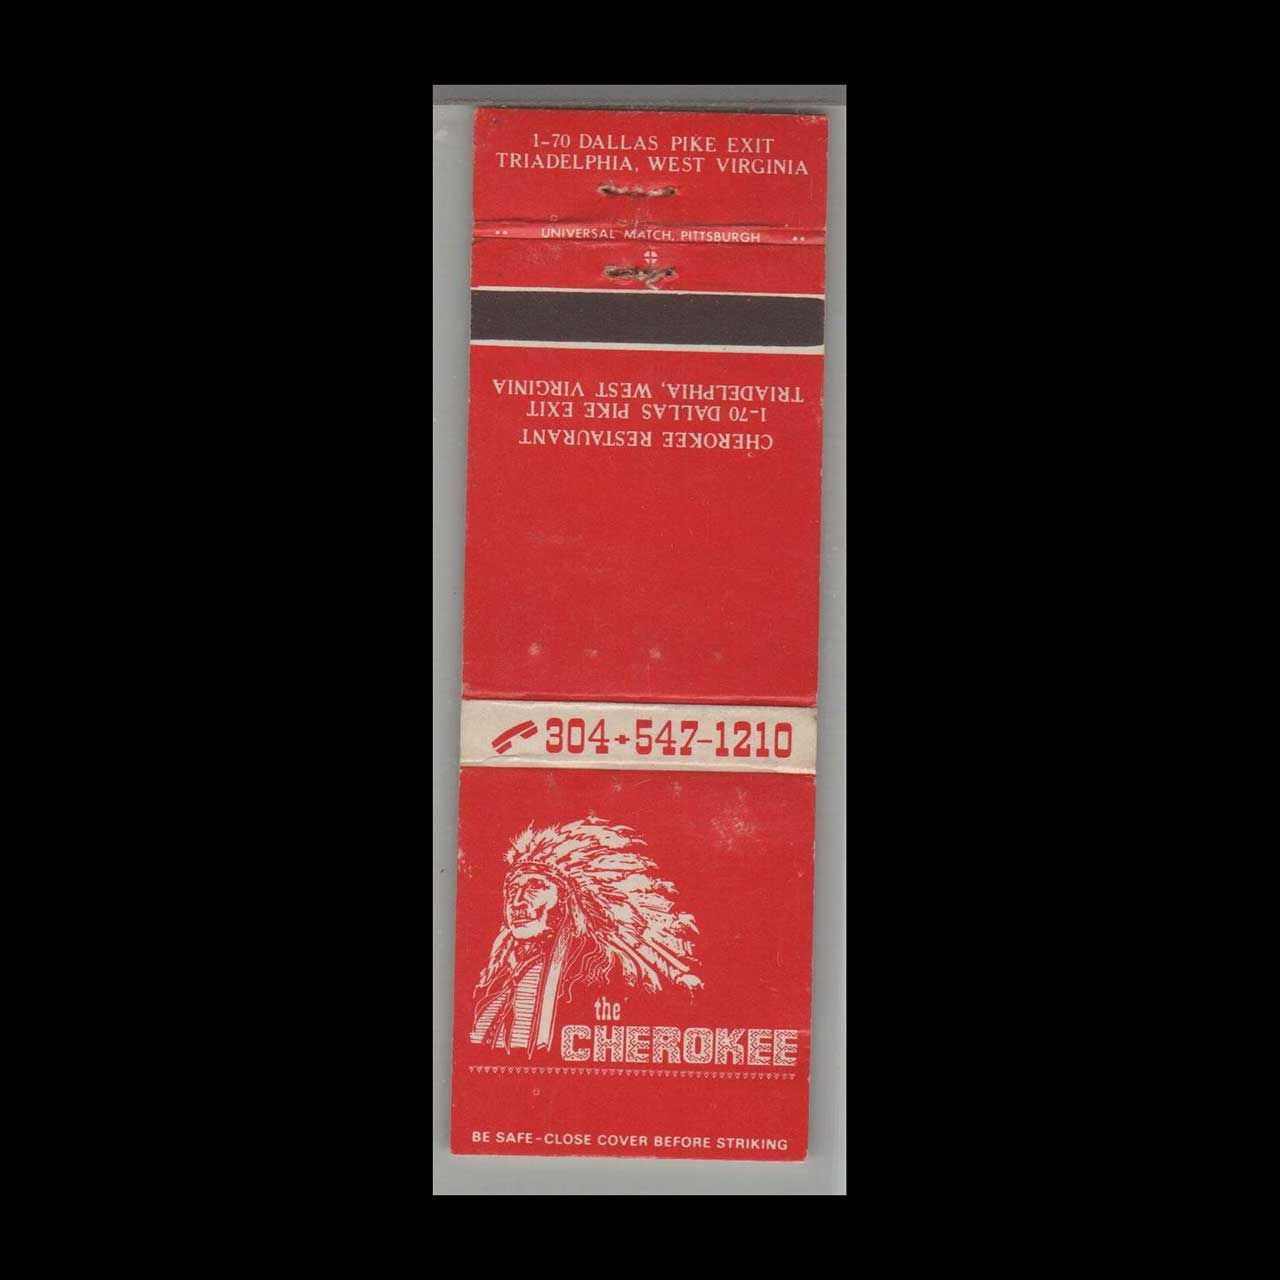 1-70 DALLAS PIKE EXIT
TRIADELPHIA, WEST VIRGINIA
UNIVERSAL MATCH, PITTSBURGH
CHEROKEE RESTAURANT
1-70 DALLAS PIKE EXIT
TRIADELPHIA, WEST VIRGINIA
304-547-1210
the
CHEROKEE
BE SAFE-CLOSE COVER BEFORE STRIKING